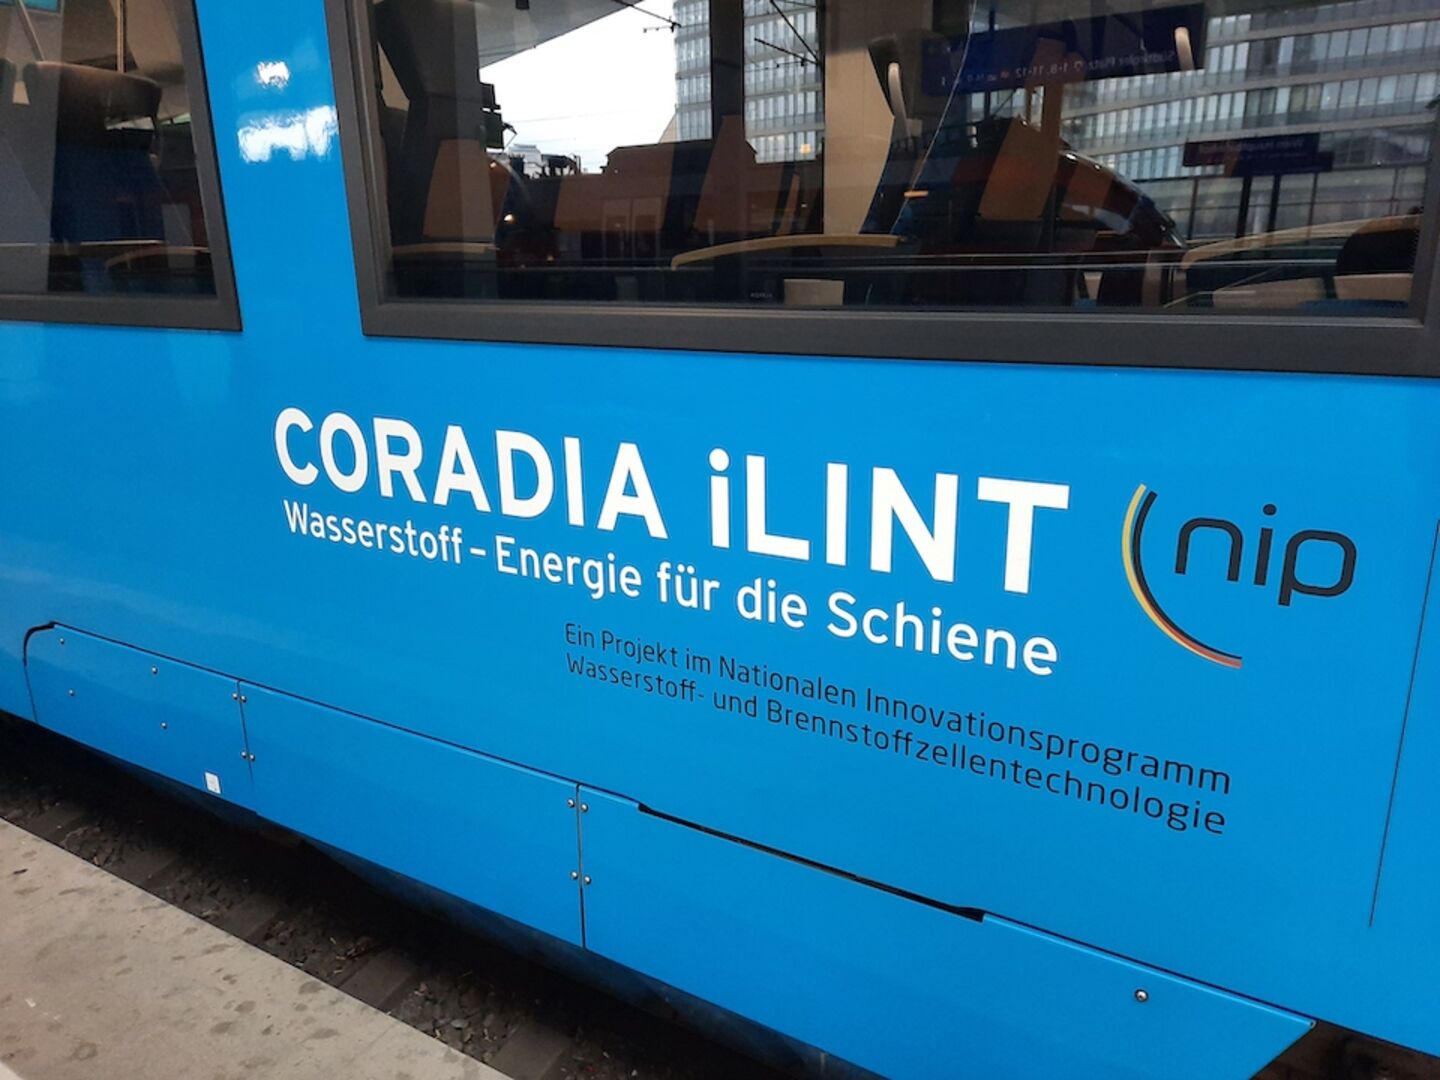 CORADIA iLINT
Wasserstoff – Energie für die Schiene
nip
Ein Projekt im Nationalen Innovationsprogramm
Wasserstoff- und Brennstoffzellentechnologie